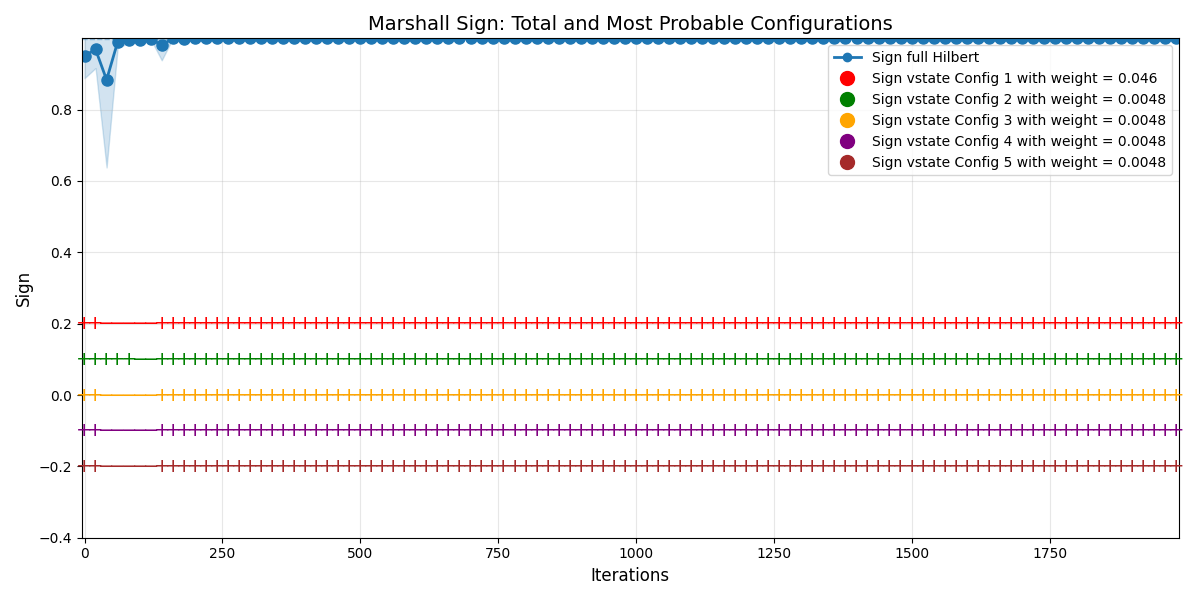 Marshall Sign: Total and Most Probable Configurations
Sign full Hilbert
Sign vstate Config 1 with weight = 0.046
Sign vstate Config 2 with weight = 0.0048
Sign vstate Config 3 with weight = 0.0048
Sign vstate Config 4 with weight = 0.0048
Sign vstate Config 5 with weight = 0.0048
Sign
0.8
0.6
0.4
0.2
0.0
−0.2
−0.4
0 250 500 750 1000 1250 1500 1750
Iterations